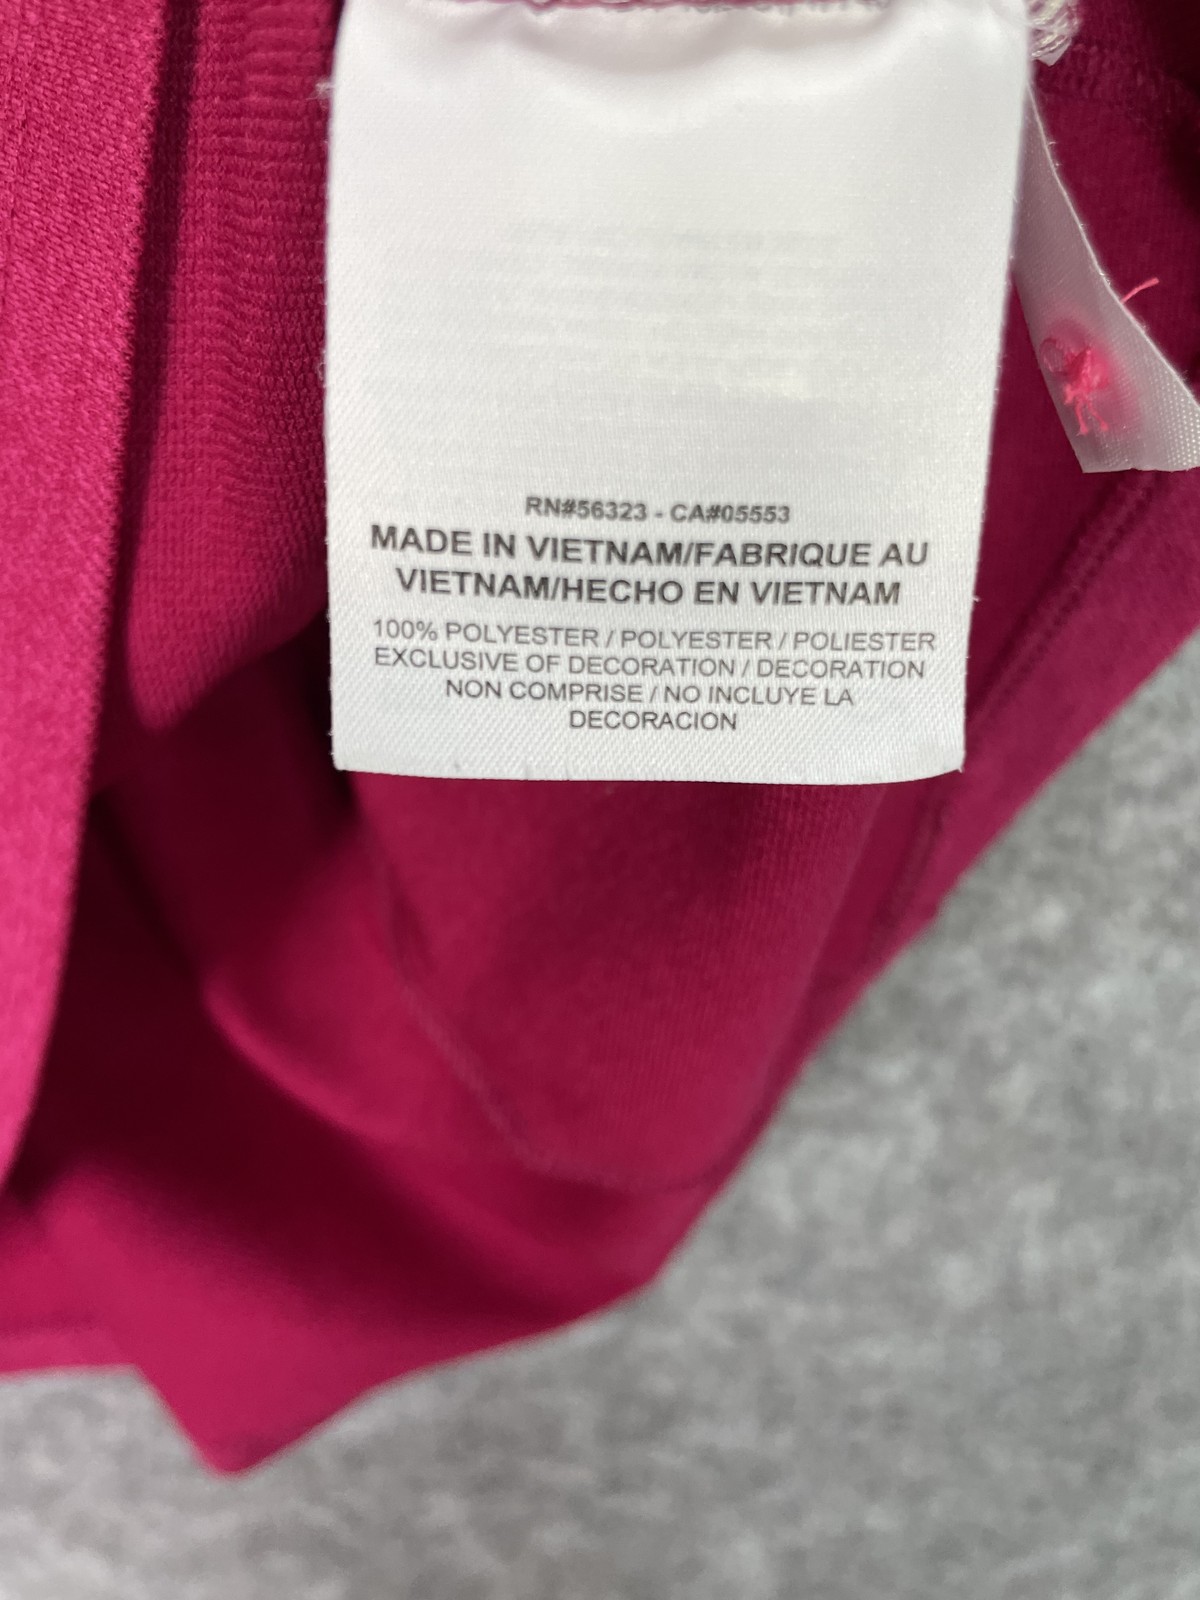 RN#56323 - CA#05553
MADE IN VIETNAM/FABRIQUE AU
VIETNAM/HECHO EN VIETNAM
100% POLYESTER / POLYESTER / POLIESTER
EXCLUSIVE OF DECORATION / DECORATION
NON COMPRISE / NO INCLUYE LA
DECORACION